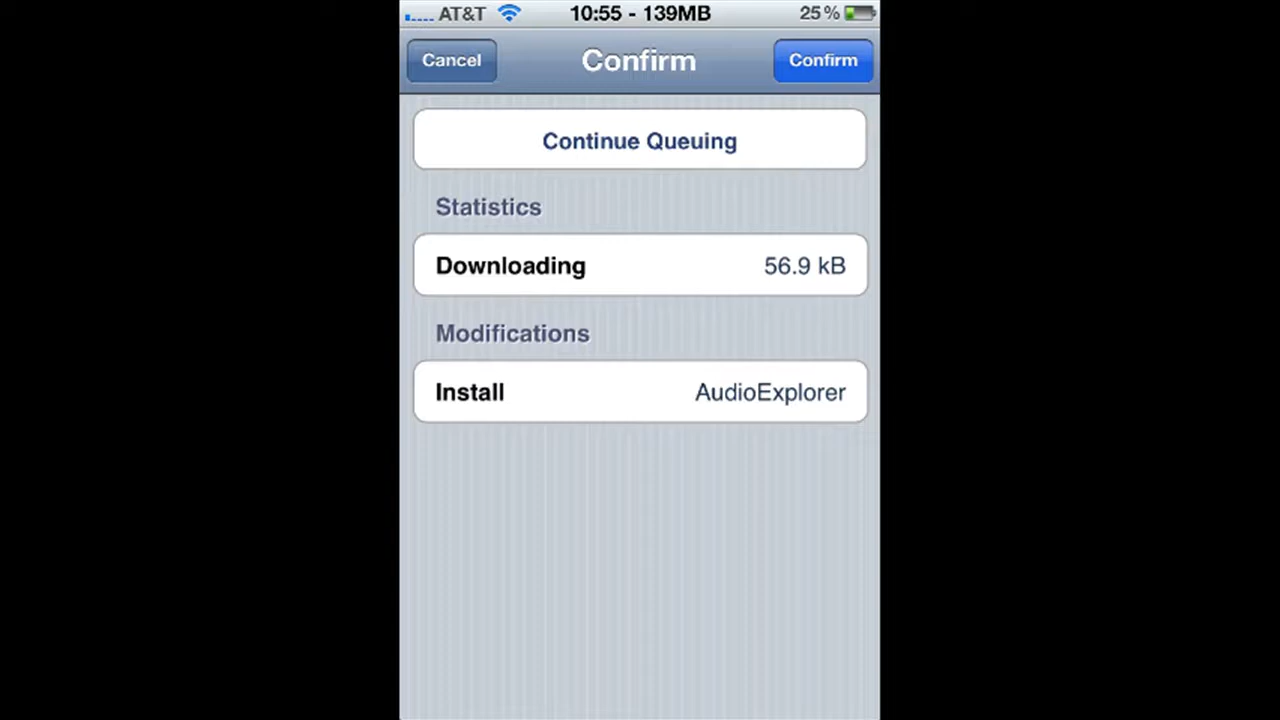 AT&T 10:55 - 139MB 25%
Cancel Confirm Confirm
Continue Queuing
Statistics
Downloading 56.9 kB
Modifications
Install AudioExplorer